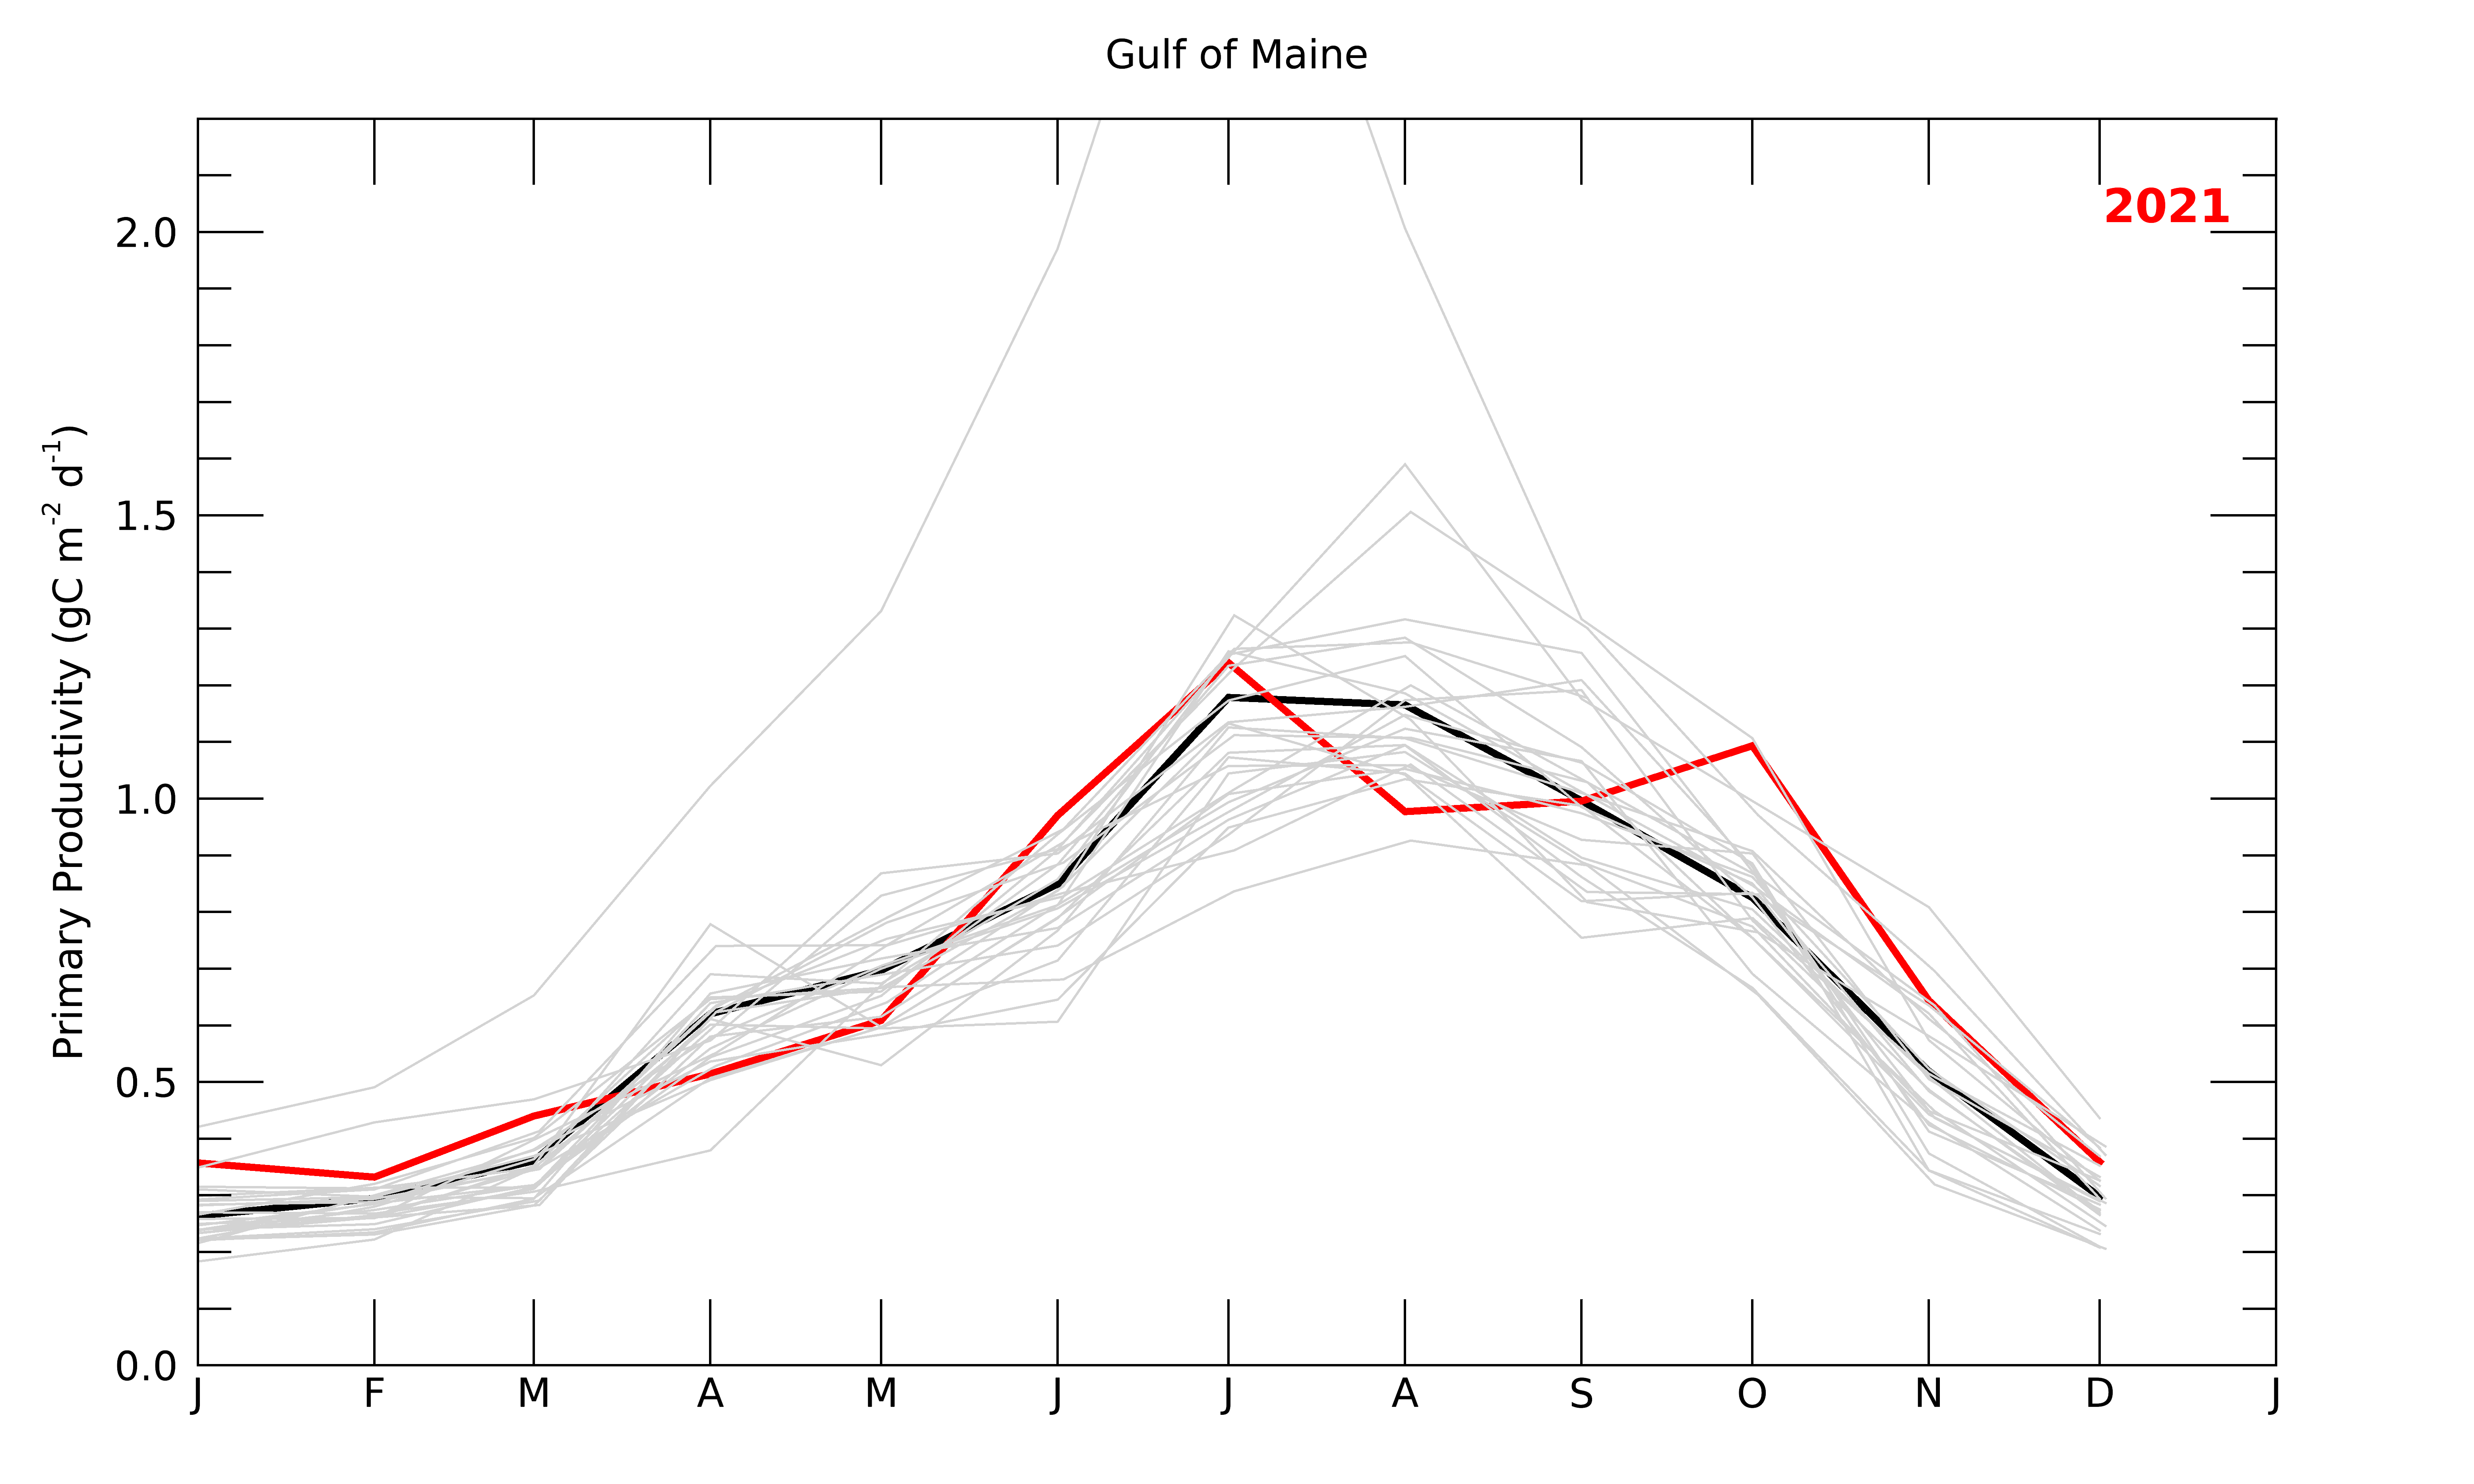 Gulf of Maine
2021
Primary Productivity (gC m⁻² d⁻¹)
2.0
1.5
1.0
0.5
0.0
J F M A M J J A S O N D J